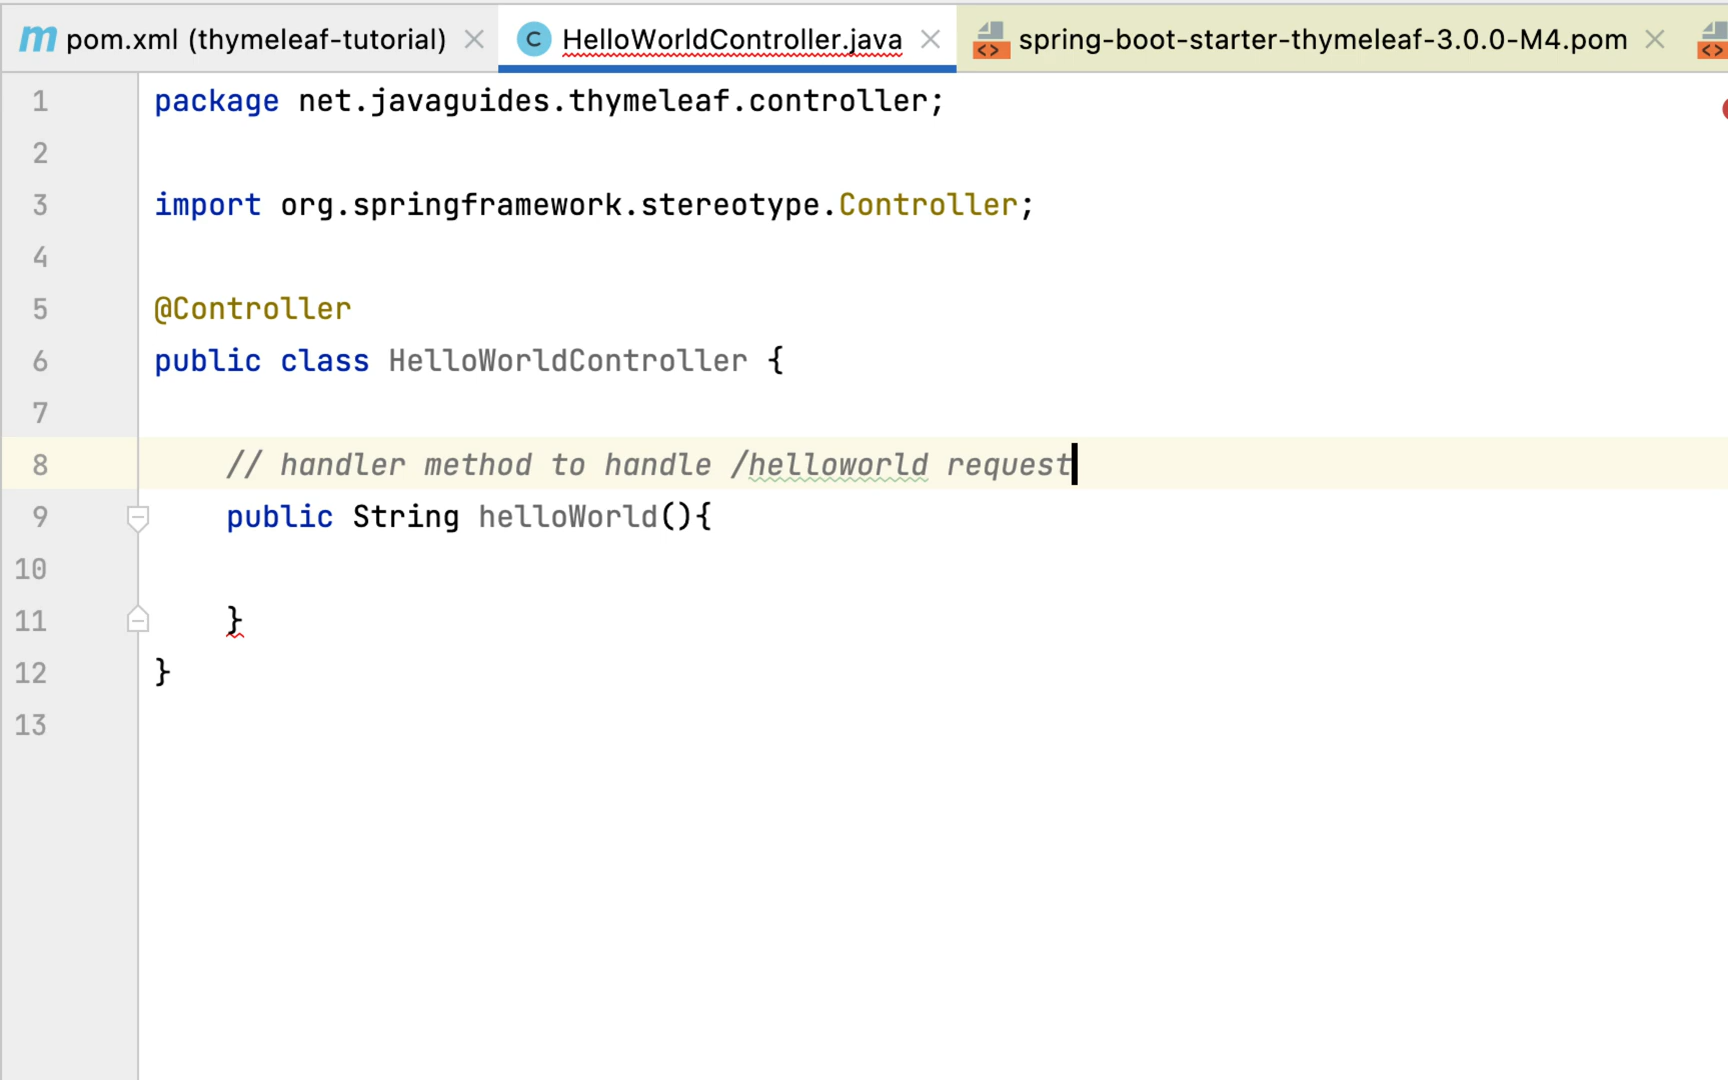 m pom.xml (thymeleaf-tutorial) C HelloWorldController.java <> spring-boot-starter-thymeleaf-3.0.0-M4.pom <>
1 package net.javaguides.thymeleaf.controller;
2
3 import org.springframework.stereotype.Controller;
4
5 @Controller
6 public class HelloWorldController {
7
8 // handler method to handle /helloworld request
9 public String helloWorld(){
10
11 }
12 }
13